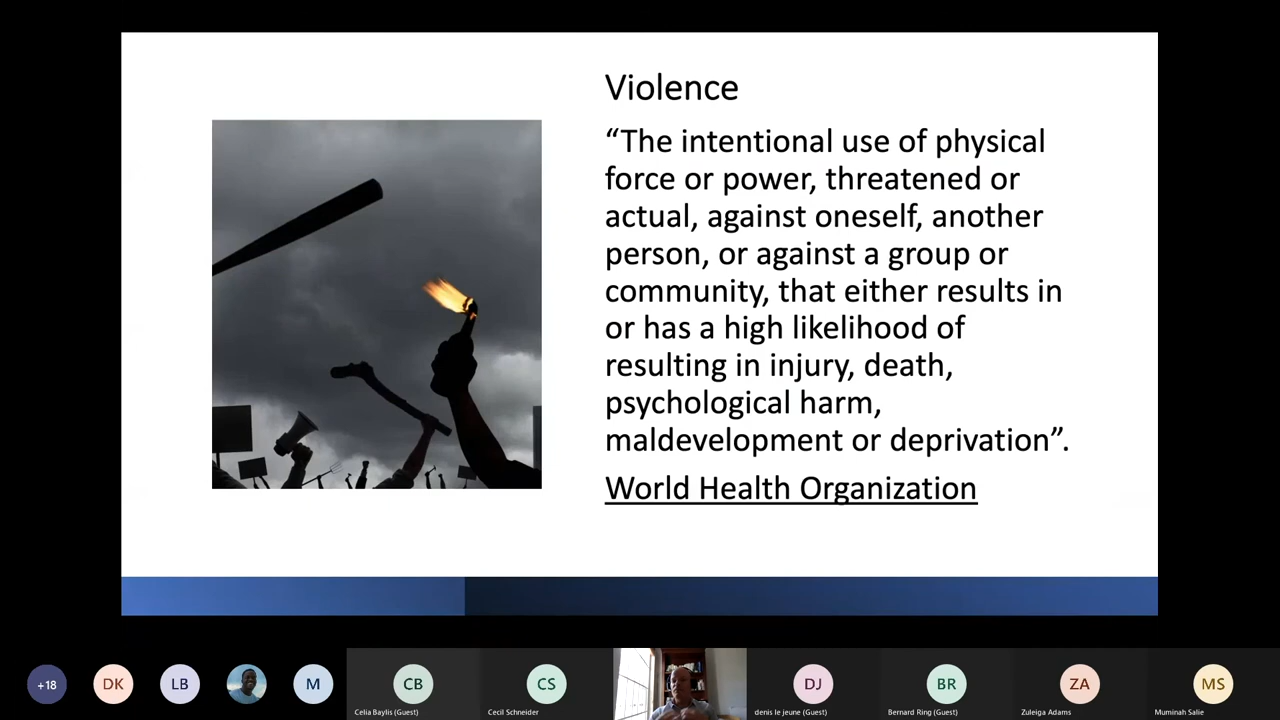 Violence
“The intentional use of physical
force or power, threatened or
actual, against oneself, another
person, or against a group or
community, that either results in
or has a high likelihood of
resulting in injury, death,
psychological harm,
maldevelopment or deprivation”.
World Health Organization
+18
DK
LB
M
CB
CS
DJ
BR
ZA
MS
Celia Baylis (Guest)
Cecil Schneider
denis le jeune (Guest)
Bernard Ring (Guest)
Zuleiga Adams
Muminah Salie